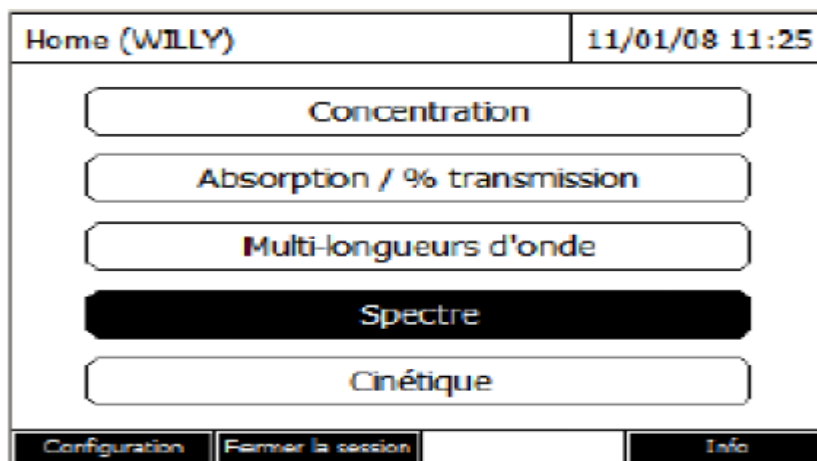 Home (WILLY) 11/01/08 11:25
Concentration
Absorption / % transmission
Multi-longueurs d'onde
Spectre
Cinétique
Configuration Fermer la session Info